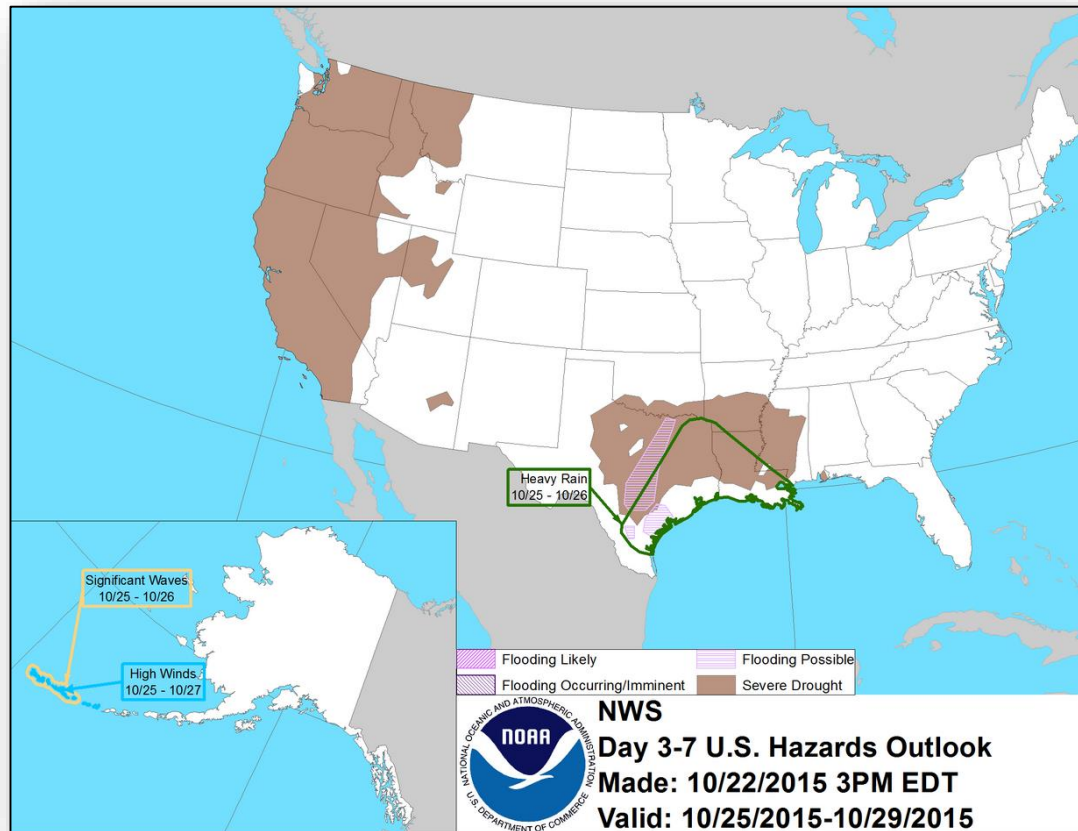 Heavy Rain
10/25 - 10/26
Significant Waves
10/25 - 10/26
High Winds
10/25 - 10/27
Flooding Likely
Flooding Possible
Flooding Occurring/Imminent
Severe Drought
NATIONAL OCEANIC AND ATMOSPHERIC ADMINISTRATION
NOAA
U.S. DEPARTMENT OF COMMERCE
NWS
Day 3-7 U.S. Hazards Outlook
Made: 10/22/2015 3PM EDT
Valid: 10/25/2015-10/29/2015